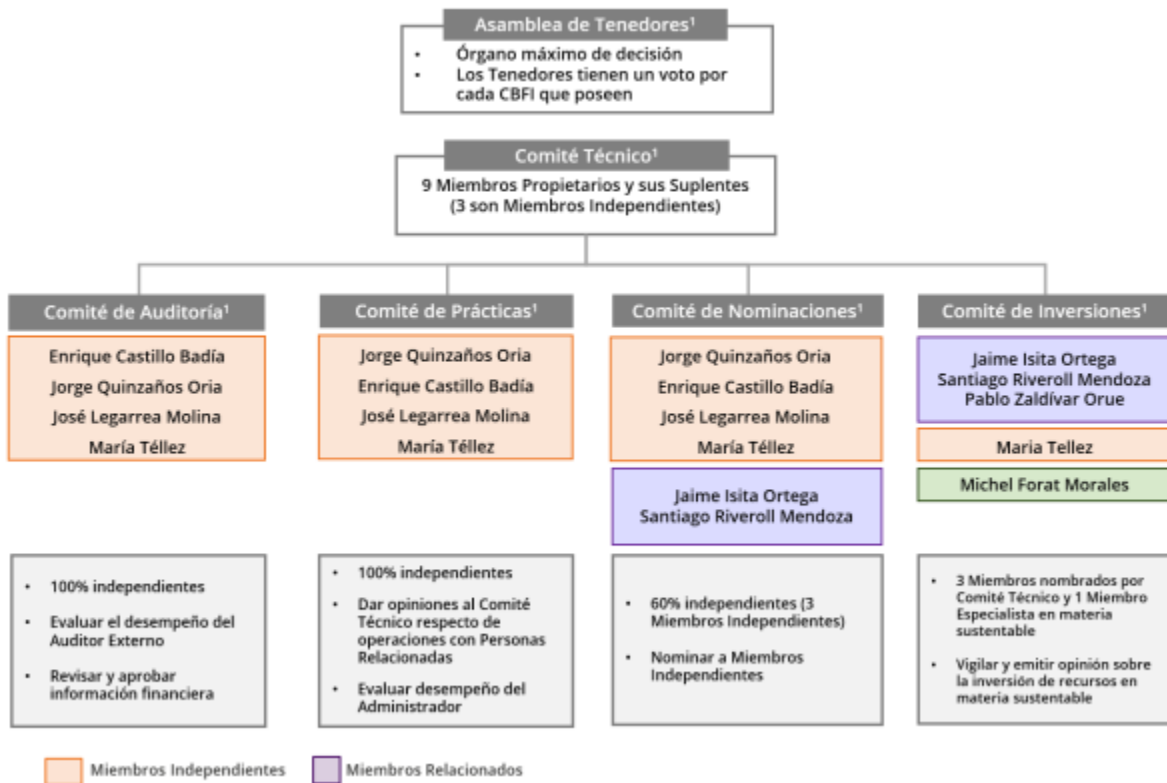 Asamblea de Tenedores¹
• Órgano máximo de decisión
• Los Tenedores tienen un voto por
cada CBFI que poseen
Comité Técnico¹
9 Miembros Propietarios y sus Suplentes
(3 son Miembros Independientes)
Comité de Auditoría¹
Enrique Castillo Badía
Jorge Quinzaños Oria
José Legarrea Molina
María Téllez
• 100% independientes
• Evaluar el desempeño del
Auditor Externo
• Revisar y aprobar
información financiera
Comité de Prácticas¹
Jorge Quinzaños Oria
Enrique Castillo Badía
José Legarrea Molina
María Téllez
• 100% independientes
• Dar opiniones al Comité
Técnico respecto de
operaciones con Personas
Relacionadas
• Evaluar desempeño del
Administrador
Comité de Nominaciones¹
Jorge Quinzaños Oria
Enrique Castillo Badía
José Legarrea Molina
María Téllez
Jaime Isita Ortega
Santiago Riveroll Mendoza
• 60% independientes (3
Miembros Independientes)
• Nominar a Miembros
Independientes
Comité de Inversiones¹
Jaime Isita Ortega
Santiago Riveroll Mendoza
Pablo Zaldívar Orue
Maria Tellez
Michel Forat Morales
• 3 Miembros nombrados por
Comité Técnico y 1 Miembro
Especialista en materia
sustentable
• Vigilar y emitir opinión sobre
la inversión de recursos en
materia sustentable
Miembros Independientes
Miembros Relacionados